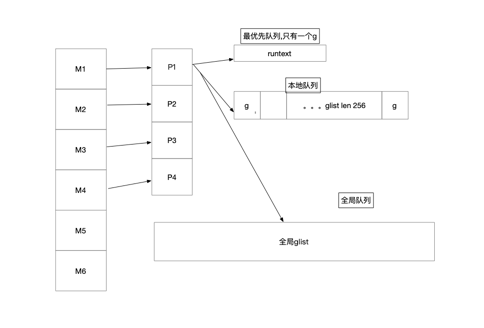 最优先队列,只有一个g
runtext
M1
P1
本地队列
M2
P2
g ,
。。。glist len 256
g
M3
P3
M4
P4
全局队列
M5
全局glist
M6